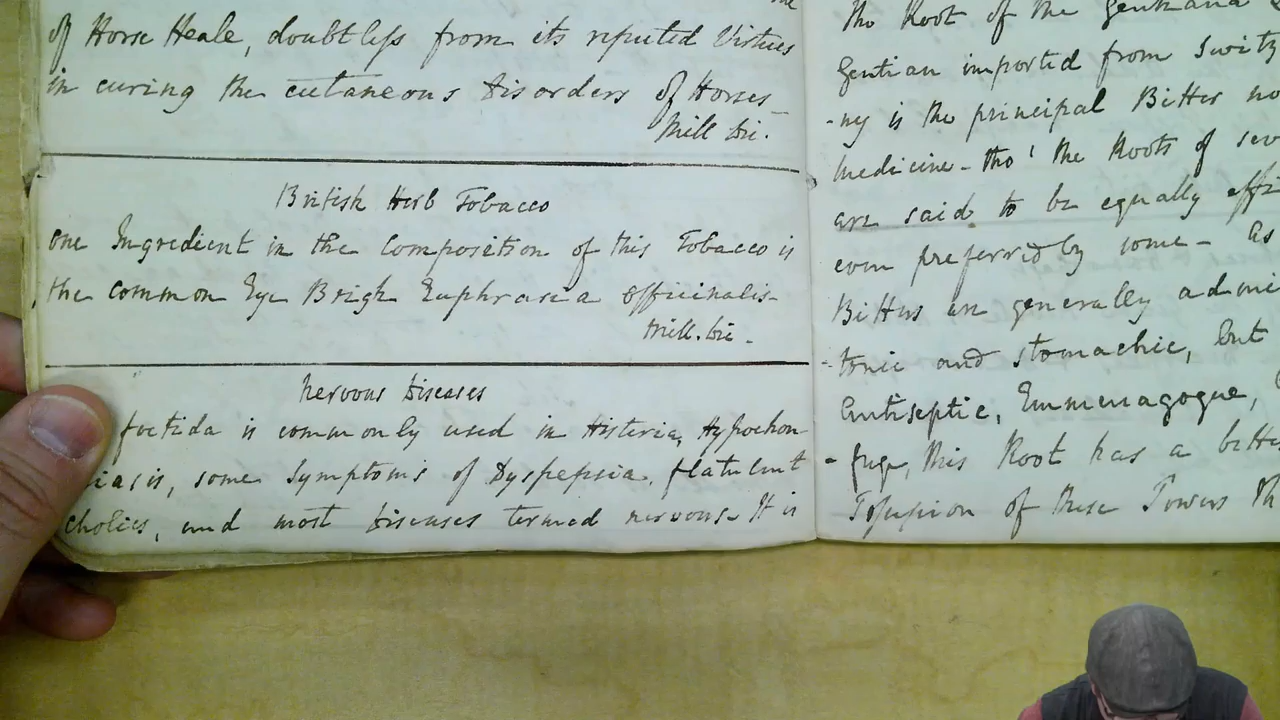 of Horse Heale, doubtless from its reputed Virtues
in curing the cutaneous disorders of Horses
Mill dic.
British Herb Tobacco
one Ingredient in the Composition of this Tobacco is
the common Eye Brigh Euphrasia officinalis-
Mill. dic.
Nervous diseases
foetida is commonly used in Histeria, Hypochon
iasis, some Symptoms of Dyspepsia, flatulent
cholics, and most diseases termed nervous- It is
The Root of the Gentiana
Gentian imported from Switz
-ny is the principal Bitter no
medicine- tho' the Roots of sev
are said to be equally effi
even preferred by some - As
Bitters are generally admi
-tonic and stomachic, but
Antiseptic, Emmenagogue,
-fuge, this Root has a bitte
Infusion of these Powers th